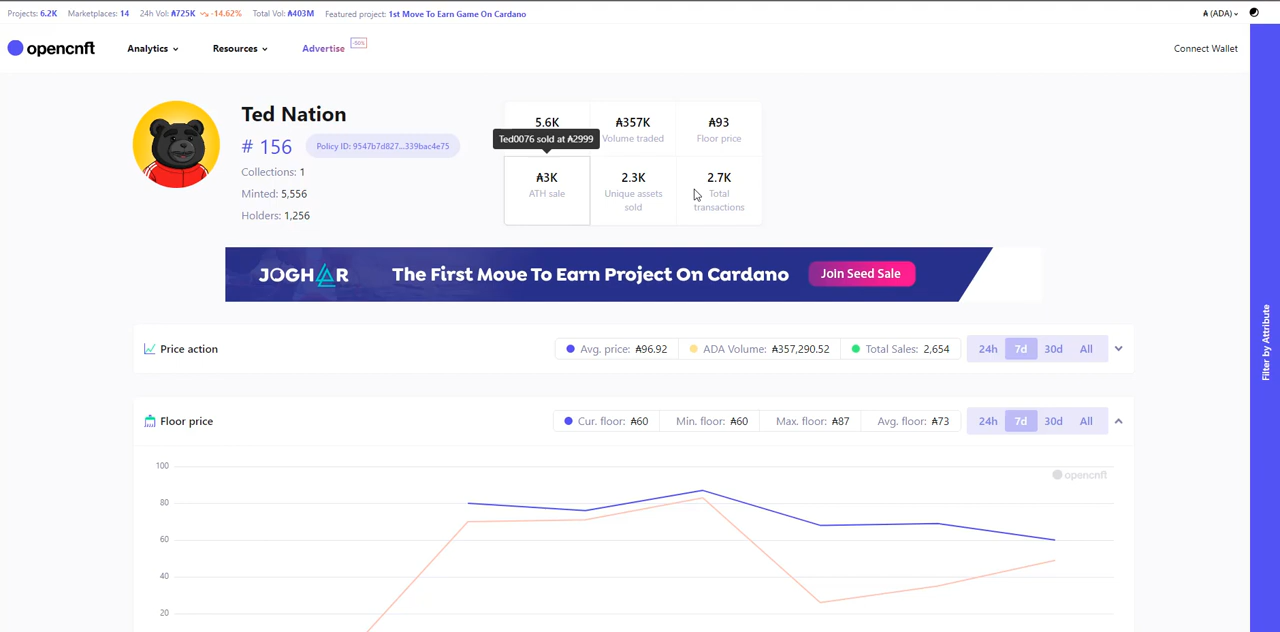 Projects: 6.2K Marketplaces: 14 24h Vol: ₳725K -14.62% Total Vol: ₳403M Featured project: 1st Move To Earn Game On Cardano ₳ (ADA)
opencnft Analytics Resources Advertise -50% Connect Wallet
Ted Nation
# 156 Policy ID: 9547b7d827...339bac4e75
Collections: 1
Minted: 5,556
Holders: 1,256
5.6K ₳357K ₳93
Ted0076 sold at ₳2999 Volume traded Floor price
₳3K 2.3K 2.7K
ATH sale Unique assets Total
sold transactions
JOGHAR The First Move To Earn Project On Cardano Join Seed Sale
Filter by Attribute
Price action Avg. price: ₳96.92 ADA Volume: ₳357,290.52 Total Sales: 2,654 24h 7d 30d All
Floor price Cur. floor: ₳60 Min. floor: ₳60 Max. floor: ₳87 Avg. floor: ₳73 24h 7d 30d All
100
opencnft
80
60
40
20